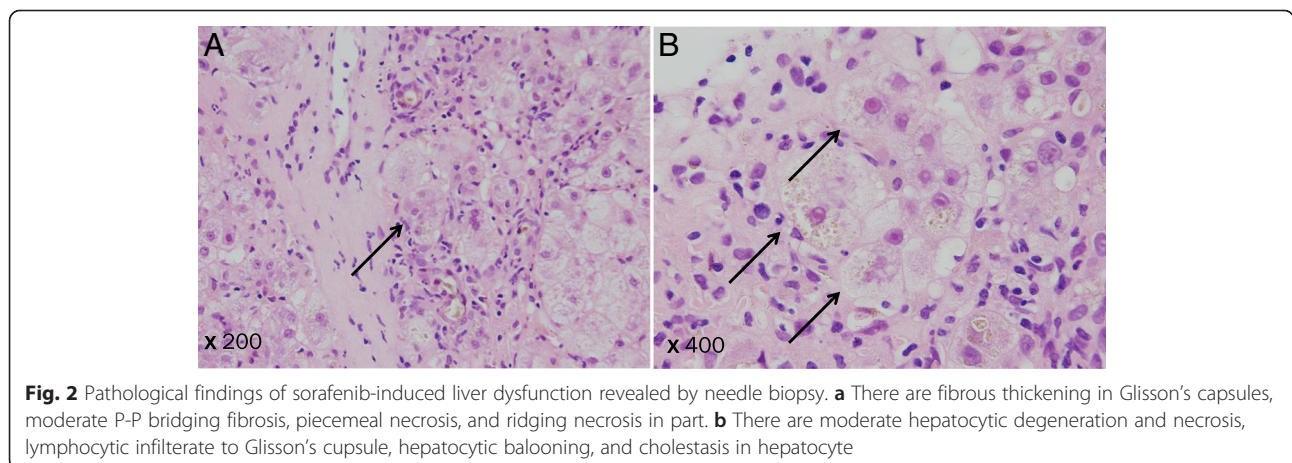 A
B
x 200
x 400
Fig. 2 Pathological findings of sorafenib-induced liver dysfunction revealed by needle biopsy. a There are fibrous thickening in Glisson's capsules,
moderate P-P bridging fibrosis, piecemeal necrosis, and ridging necrosis in part. b There are moderate hepatocytic degeneration and necrosis,
lymphocytic infilterate to Glisson's cupsule, hepatocytic balooning, and cholestasis in hepatocyte